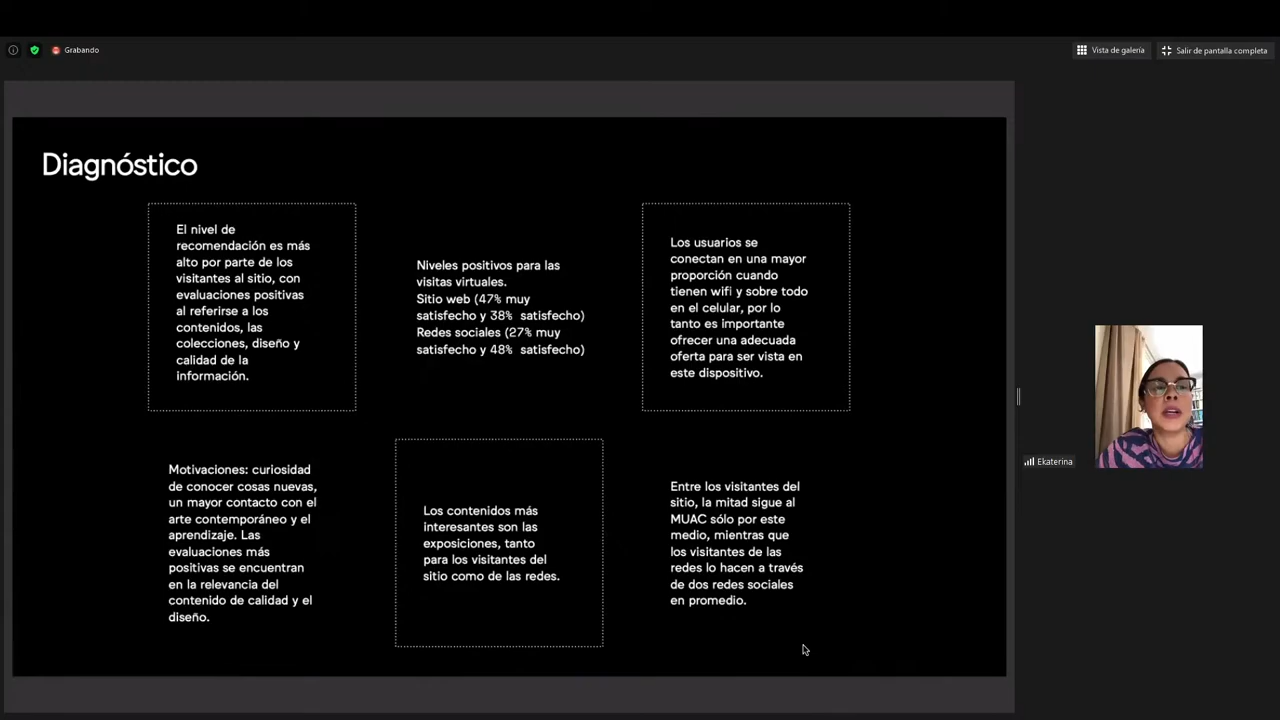 Grabando
Vista de galería
Salir de pantalla completa
Diagnóstico
El nivel de
recomendación es más
alto por parte de los
visitantes al sitio, con
evaluaciones positivas
al referirse a los
contenidos, las
colecciones, diseño y
calidad de la
información.
Niveles positivos para las
visitas virtuales.
Sitio web (47% muy
satisfecho y 38% satisfecho)
Redes sociales (27% muy
satisfecho y 48% satisfecho)
Los usuarios se
conectan en una mayor
proporción cuando
tienen wifi y sobre todo
en el celular, por lo
tanto es importante
ofrecer una adecuada
oferta para ser vista en
este dispositivo.
Motivaciones: curiosidad
de conocer cosas nuevas,
un mayor contacto con el
arte contemporáneo y el
aprendizaje. Las
evaluaciones más
positivas se encuentran
en la relevancia del
contenido de calidad y el
diseño.
Los contenidos más
interesantes son las
exposiciones, tanto
para los visitantes del
sitio como de las redes.
Entre los visitantes del
sitio, la mitad sigue al
MUAC sólo por este
medio, mientras que
los visitantes de las
redes lo hacen a través
de dos redes sociales
en promedio.
Ekaterina